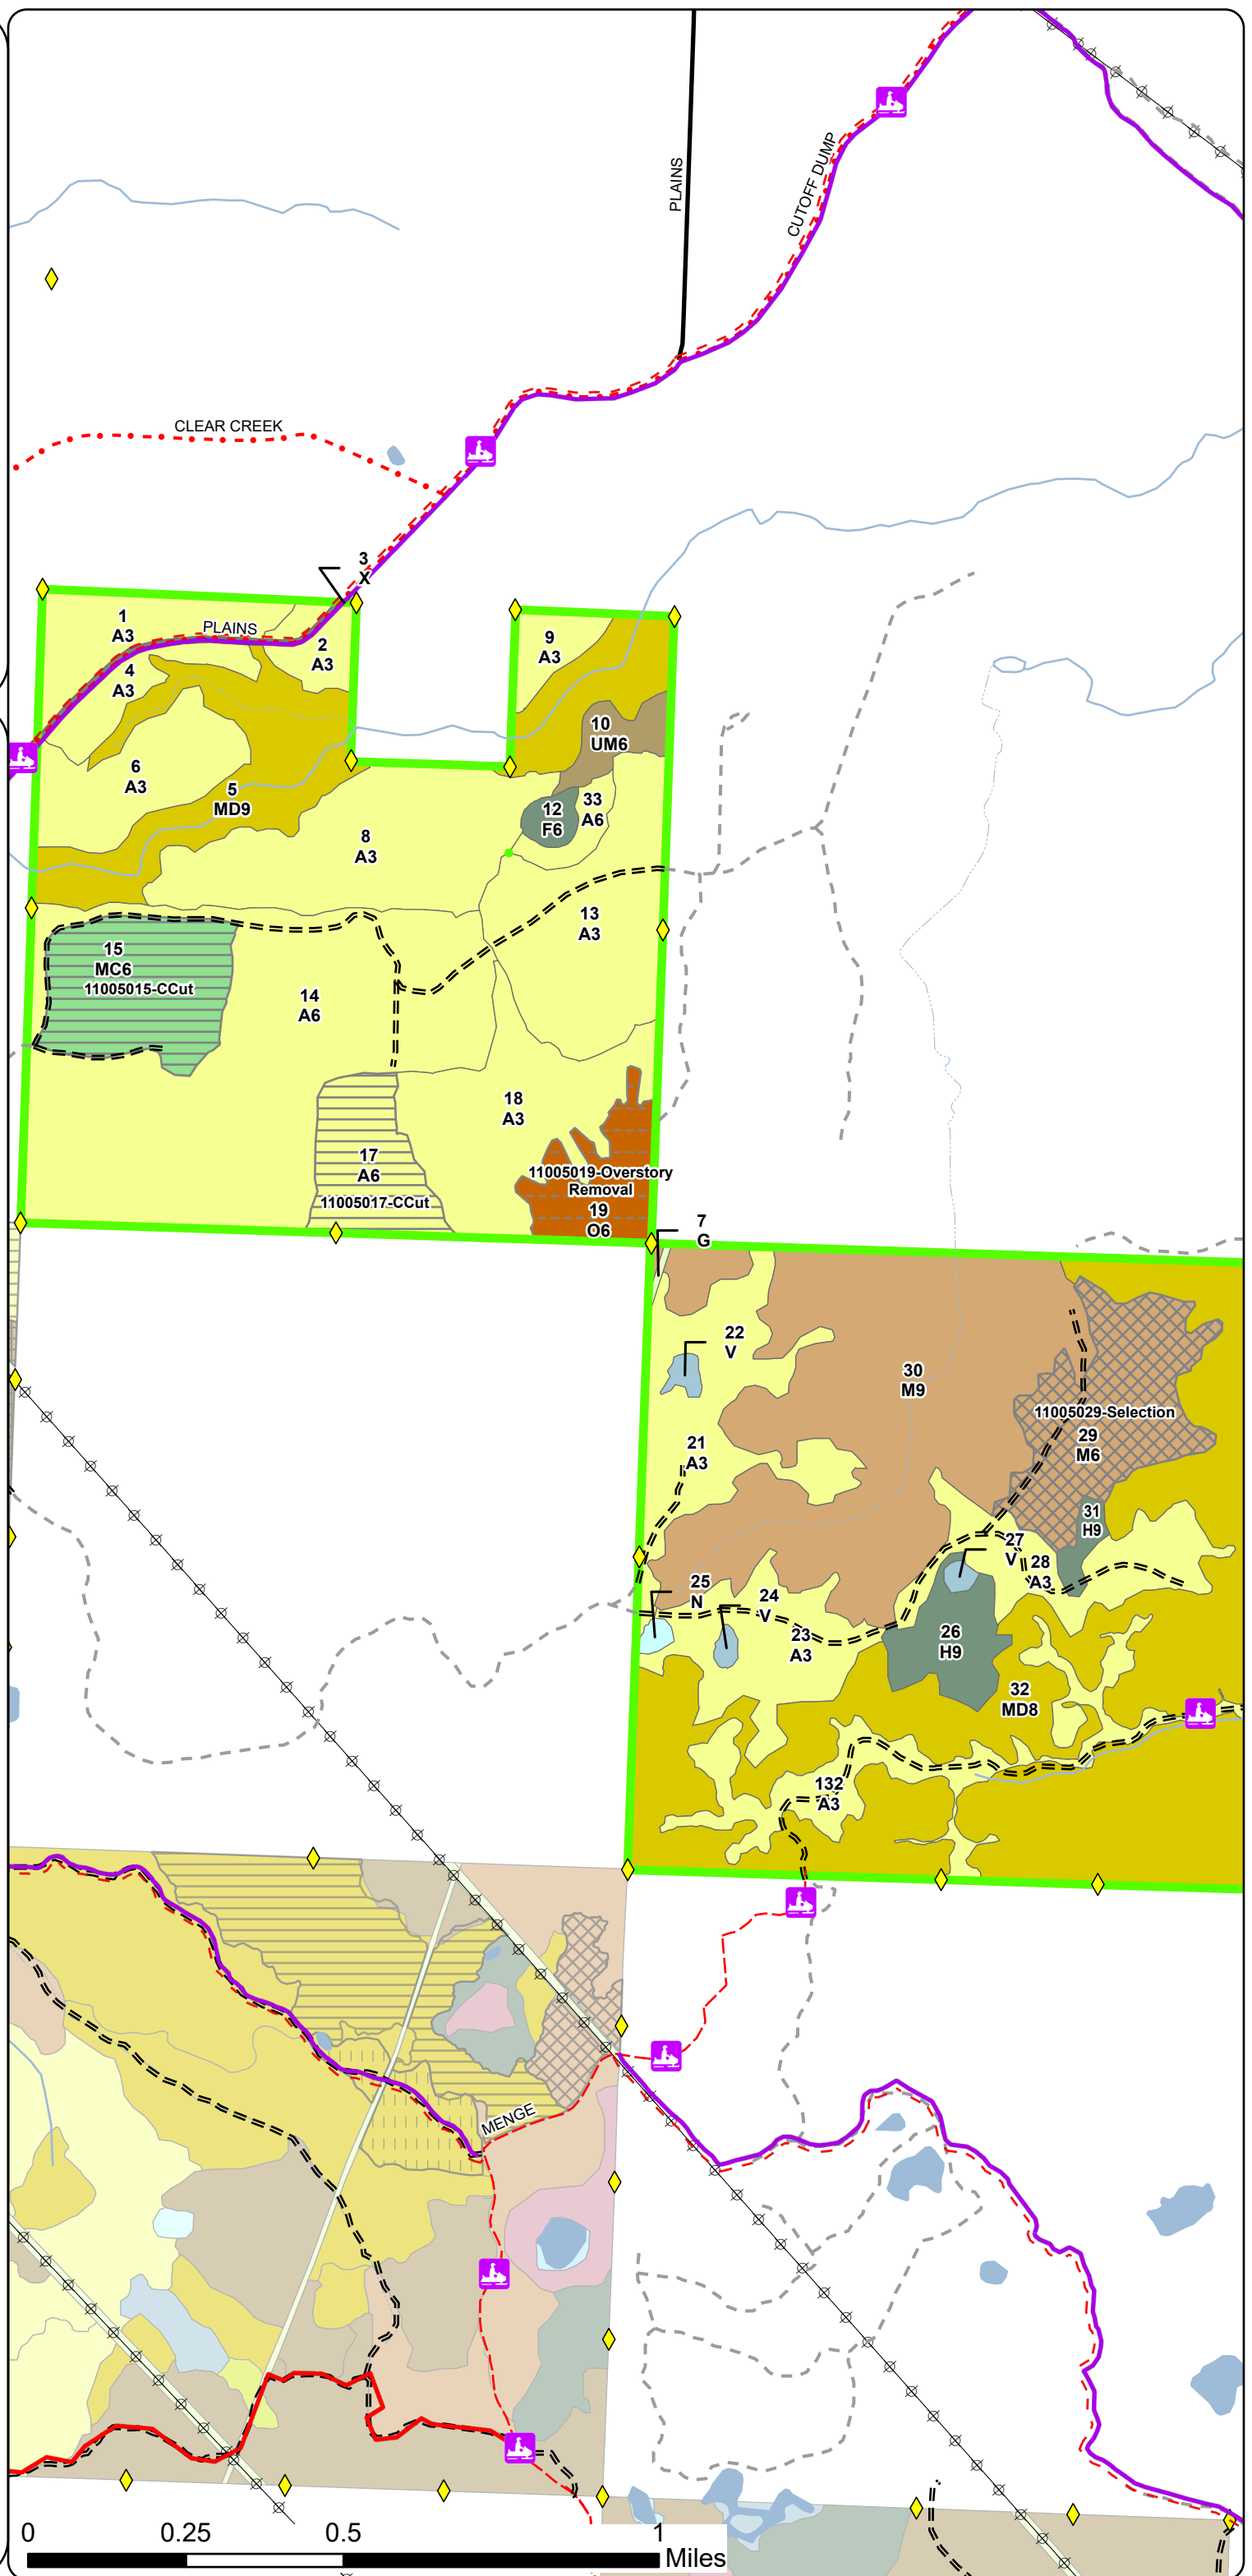 PLAINS
CUTOFF DUMP
CLEAR CREEK
3
X
1
A3
PLAINS
2
A3
4
A3
9
A3
10
UM6
6
A3
5
MD9
33
A6
12
F6
8
A3
13
A3
15
MC6
11005015-CCut
14
A6
18
A3
17
A6
11005017-CCut
11005019-Overstory
Removal
19
O6
7
G
22
V
30
M9
11005029-Selection
29
M6
21
A3
31
H9
27
V
28
A3
25
N
24
V
23
A3
26
H9
32
MD8
132
A3
MENGE
0 0.25 0.5 1
Miles